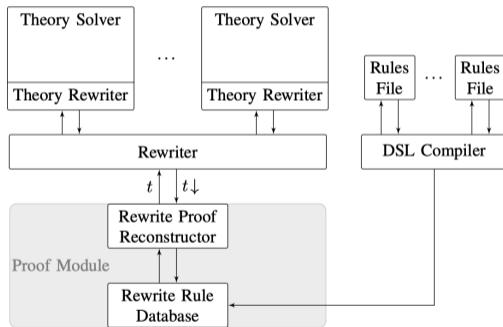 Theory Solver
...
Theory Solver
Theory Rewriter
Theory Rewriter
Rules
File
...
Rules
File
Rewriter
DSL Compiler
t
t↓
Rewrite Proof
Reconstructor
Proof Module
Rewrite Rule
Database